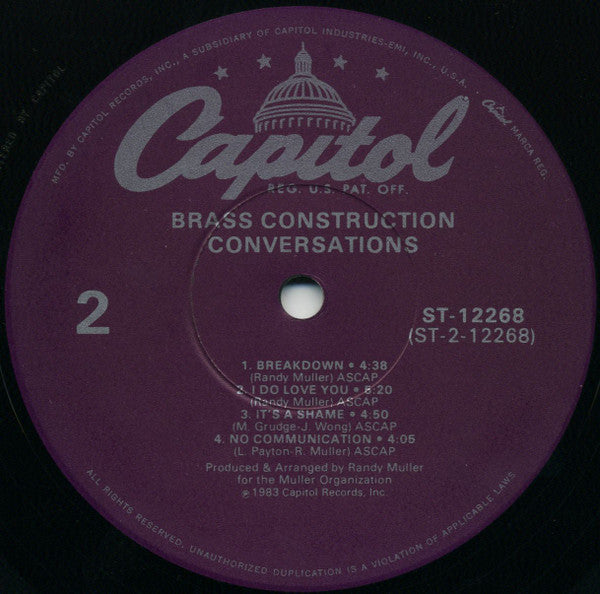 MFD. BY CAPITOL RECORDS, INC., A SUBSIDIARY OF CAPITOL INDUSTRIES-EMI, INC., U.S.A. • Capitol MARCA REG.
Capitol
REG. U.S. PAT. OFF.
BRASS CONSTRUCTION
CONVERSATIONS
2
ST-12268
(ST-2-12268)
1. BREAKDOWN • 4:38
(Randy Muller) ASCAP
2. I DO LOVE YOU • 5:20
(Randy Muller) ASCAP
3. IT'S A SHAME • 4:50
(M. Grudge-J. Wong) ASCAP
4. NO COMMUNICATION • 4:05
(L. Payton-R. Muller) ASCAP
Produced & Arranged by Randy Muller
for the Muller Organization
℗ 1983 Capitol Records, Inc.
ALL RIGHTS RESERVED. UNAUTHORIZED DUPLICATION IS A VIOLATION OF APPLICABLE LAWS.
BY CAPITOL